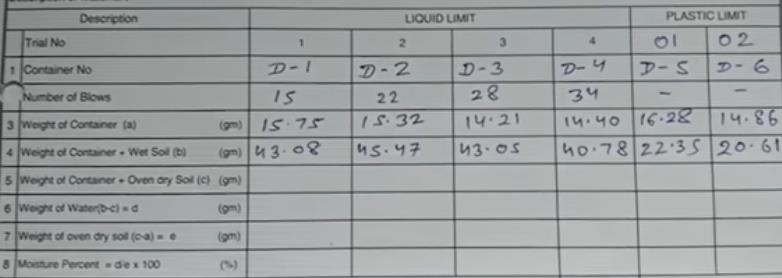 Description LIQUID LIMIT PLASTIC LIMIT
Trial No 1 2 3 4 01 02
1 Container No D-1 D-2 D-3 D-4 D-5 D-6
Number of Blows 15 22 28 34 - -
3 Weight of Container (a) (gm) 15.75 15.32 14.21 14.40 16.28 14.86
4 Weight of Container + Wet Soil (b) (gm) 43.08 45.47 43.05 40.78 22.35 20.61
5 Weight of Container + Oven dry Soil (c) (gm)
6 Weight of Water(b-c) = d (gm)
7 Weight of oven dry soil (c-a) = e (gm)
8 Moisture Percent = d/e x 100 (%)